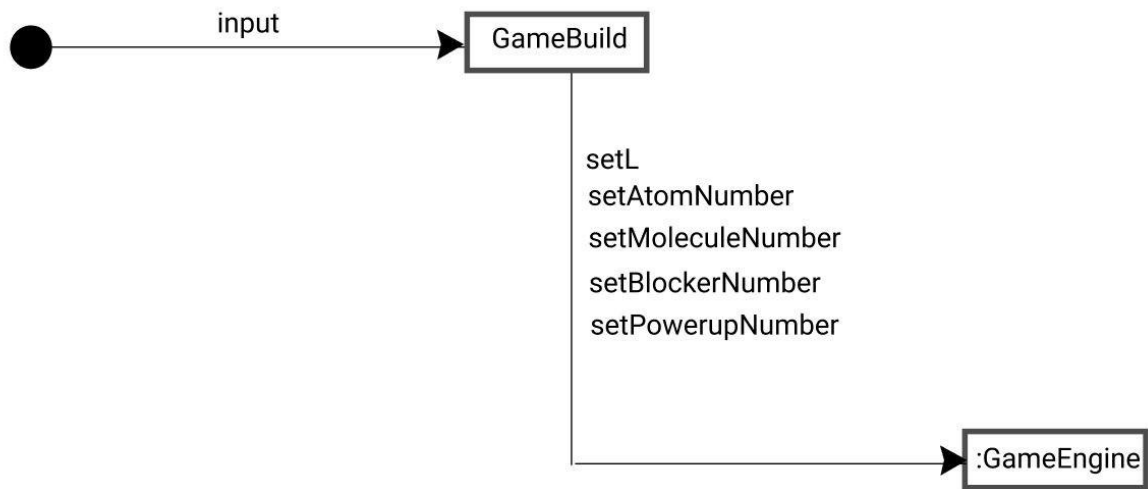 input
GameBuild
setL
setAtomNumber
setMoleculeNumber
setBlockerNumber
setPowerupNumber
:GameEngine